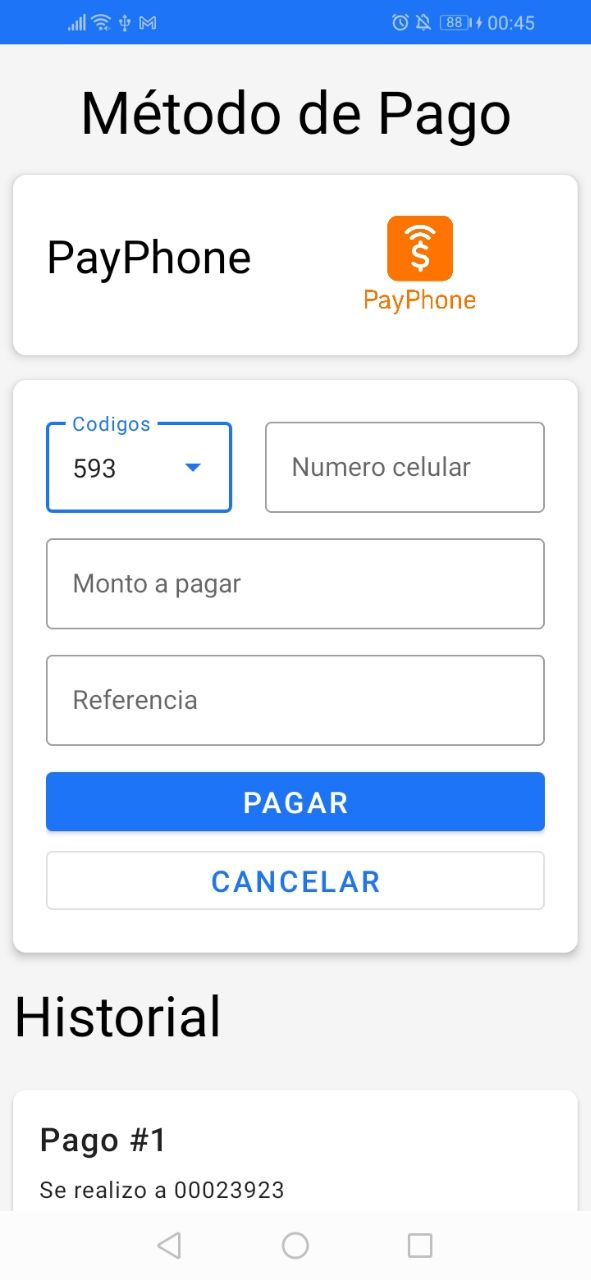 88 00:45
Método de Pago
PayPhone
PayPhone
Codigos
593
Numero celular
Monto a pagar
Referencia
PAGAR
CANCELAR
Historial
Pago #1
Se realizo a 00023923